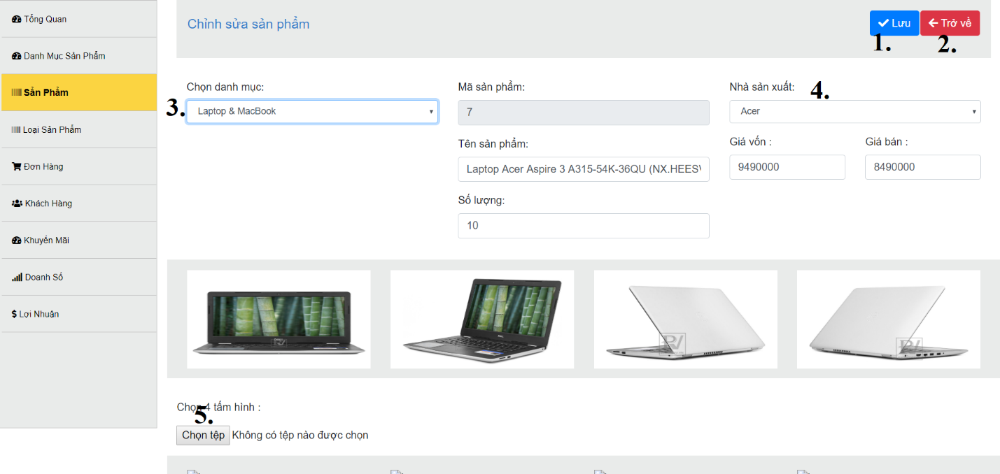 Tổng Quan
Danh Mục Sản Phẩm
Sản Phẩm
Loại Sản Phẩm
Đơn Hàng
Khách Hàng
Khuyến Mãi
Doanh Số
Lợi Nhuận
Chỉnh sửa sản phẩm
Lưu
Trở về
1.
2.
Chọn danh mục:
3.
Laptop & MacBook
Mã sản phẩm:
7
Tên sản phẩm:
Laptop Acer Aspire 3 A315-54K-36QU (NX.HEESV
Số lượng:
10
Nhà sản xuất:
4.
Acer
Giá vốn :
Giá bán :
9490000
8490000
Chọn 4 tấm hình :
5.
Chọn tệp Không có tệp nào được chọn